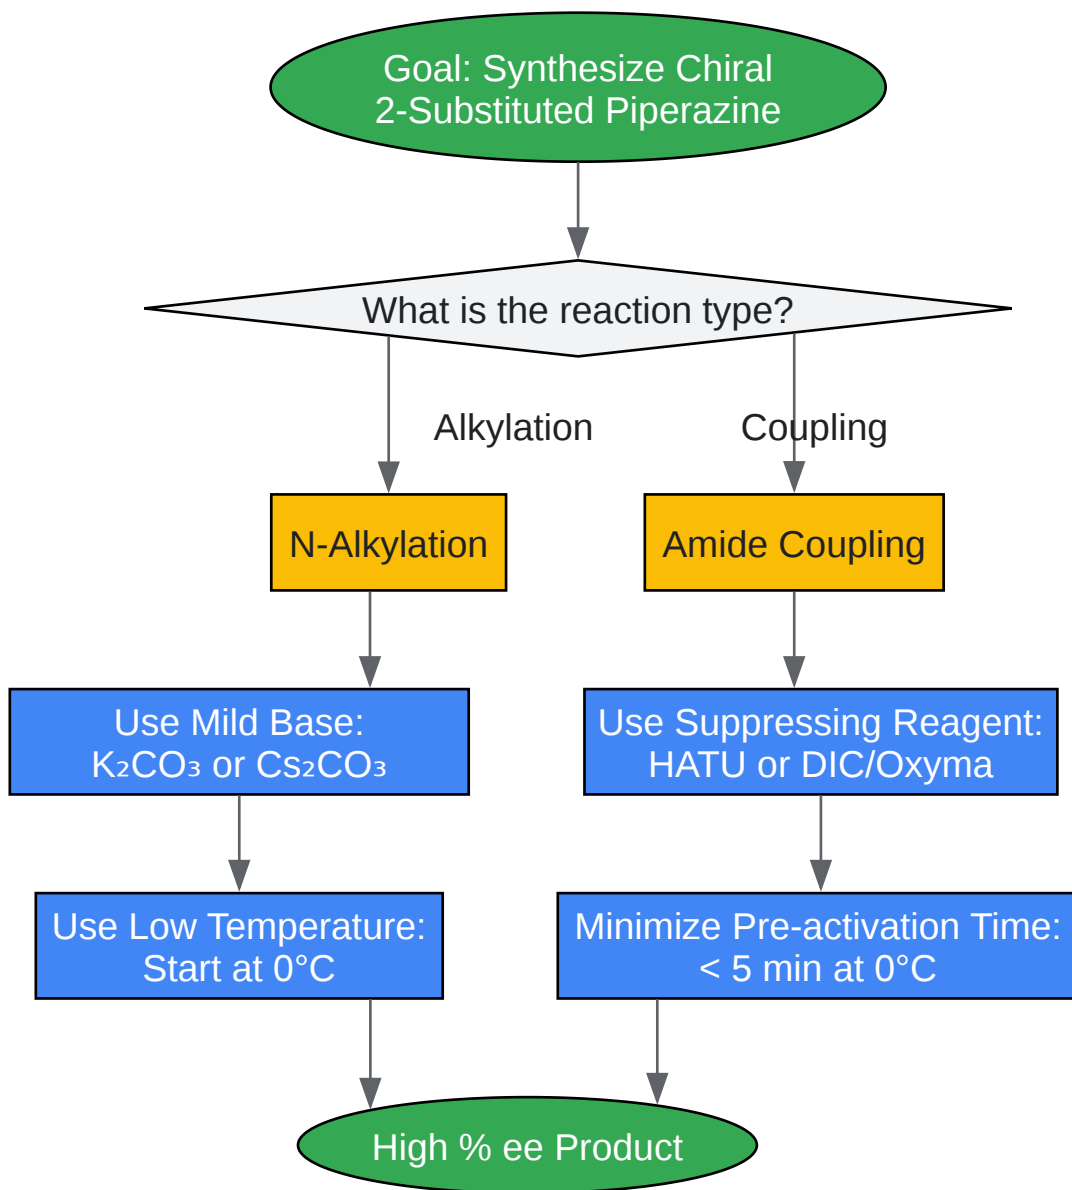 Goal: Synthesize Chiral
2-Substituted Piperazine
What is the reaction type?
Alkylation
Coupling
N-Alkylation
Amide Coupling
Use Mild Base:
K₂CO₃ or Cs₂CO₃
Use Suppressing Reagent:
HATU or DIC/Oxyma
Use Low Temperature:
Start at 0°C
Minimize Pre-activation Time:
< 5 min at 0°C
High % ee Product